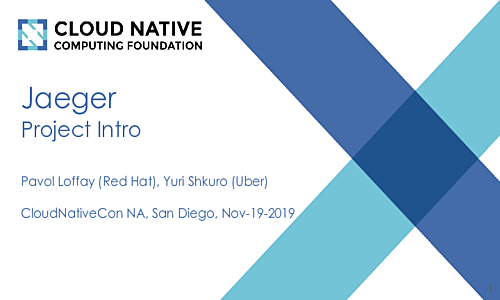 CLOUD NATIVE
COMPUTING FOUNDATION
Jaeger
Project Intro
Pavol Loffay (Red Hat), Yuri Shkuro (Uber)
CloudNativeCon NA, San Diego, Nov-19-2019